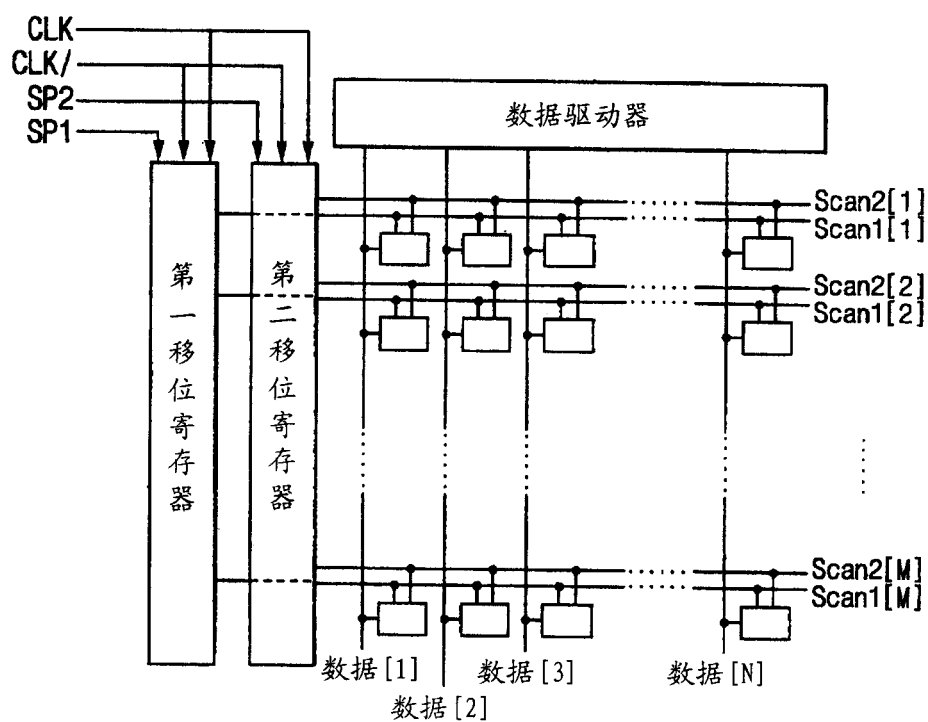 CLK
CLK/
SP2
SP1
数据驱动器
第一移位寄存器
第二移位寄存器
Scan2[1]
Scan1[1]
Scan2[2]
Scan1[2]
Scan2[M]
Scan1[M]
数据[1]
数据[2]
数据[3]
数据[N]